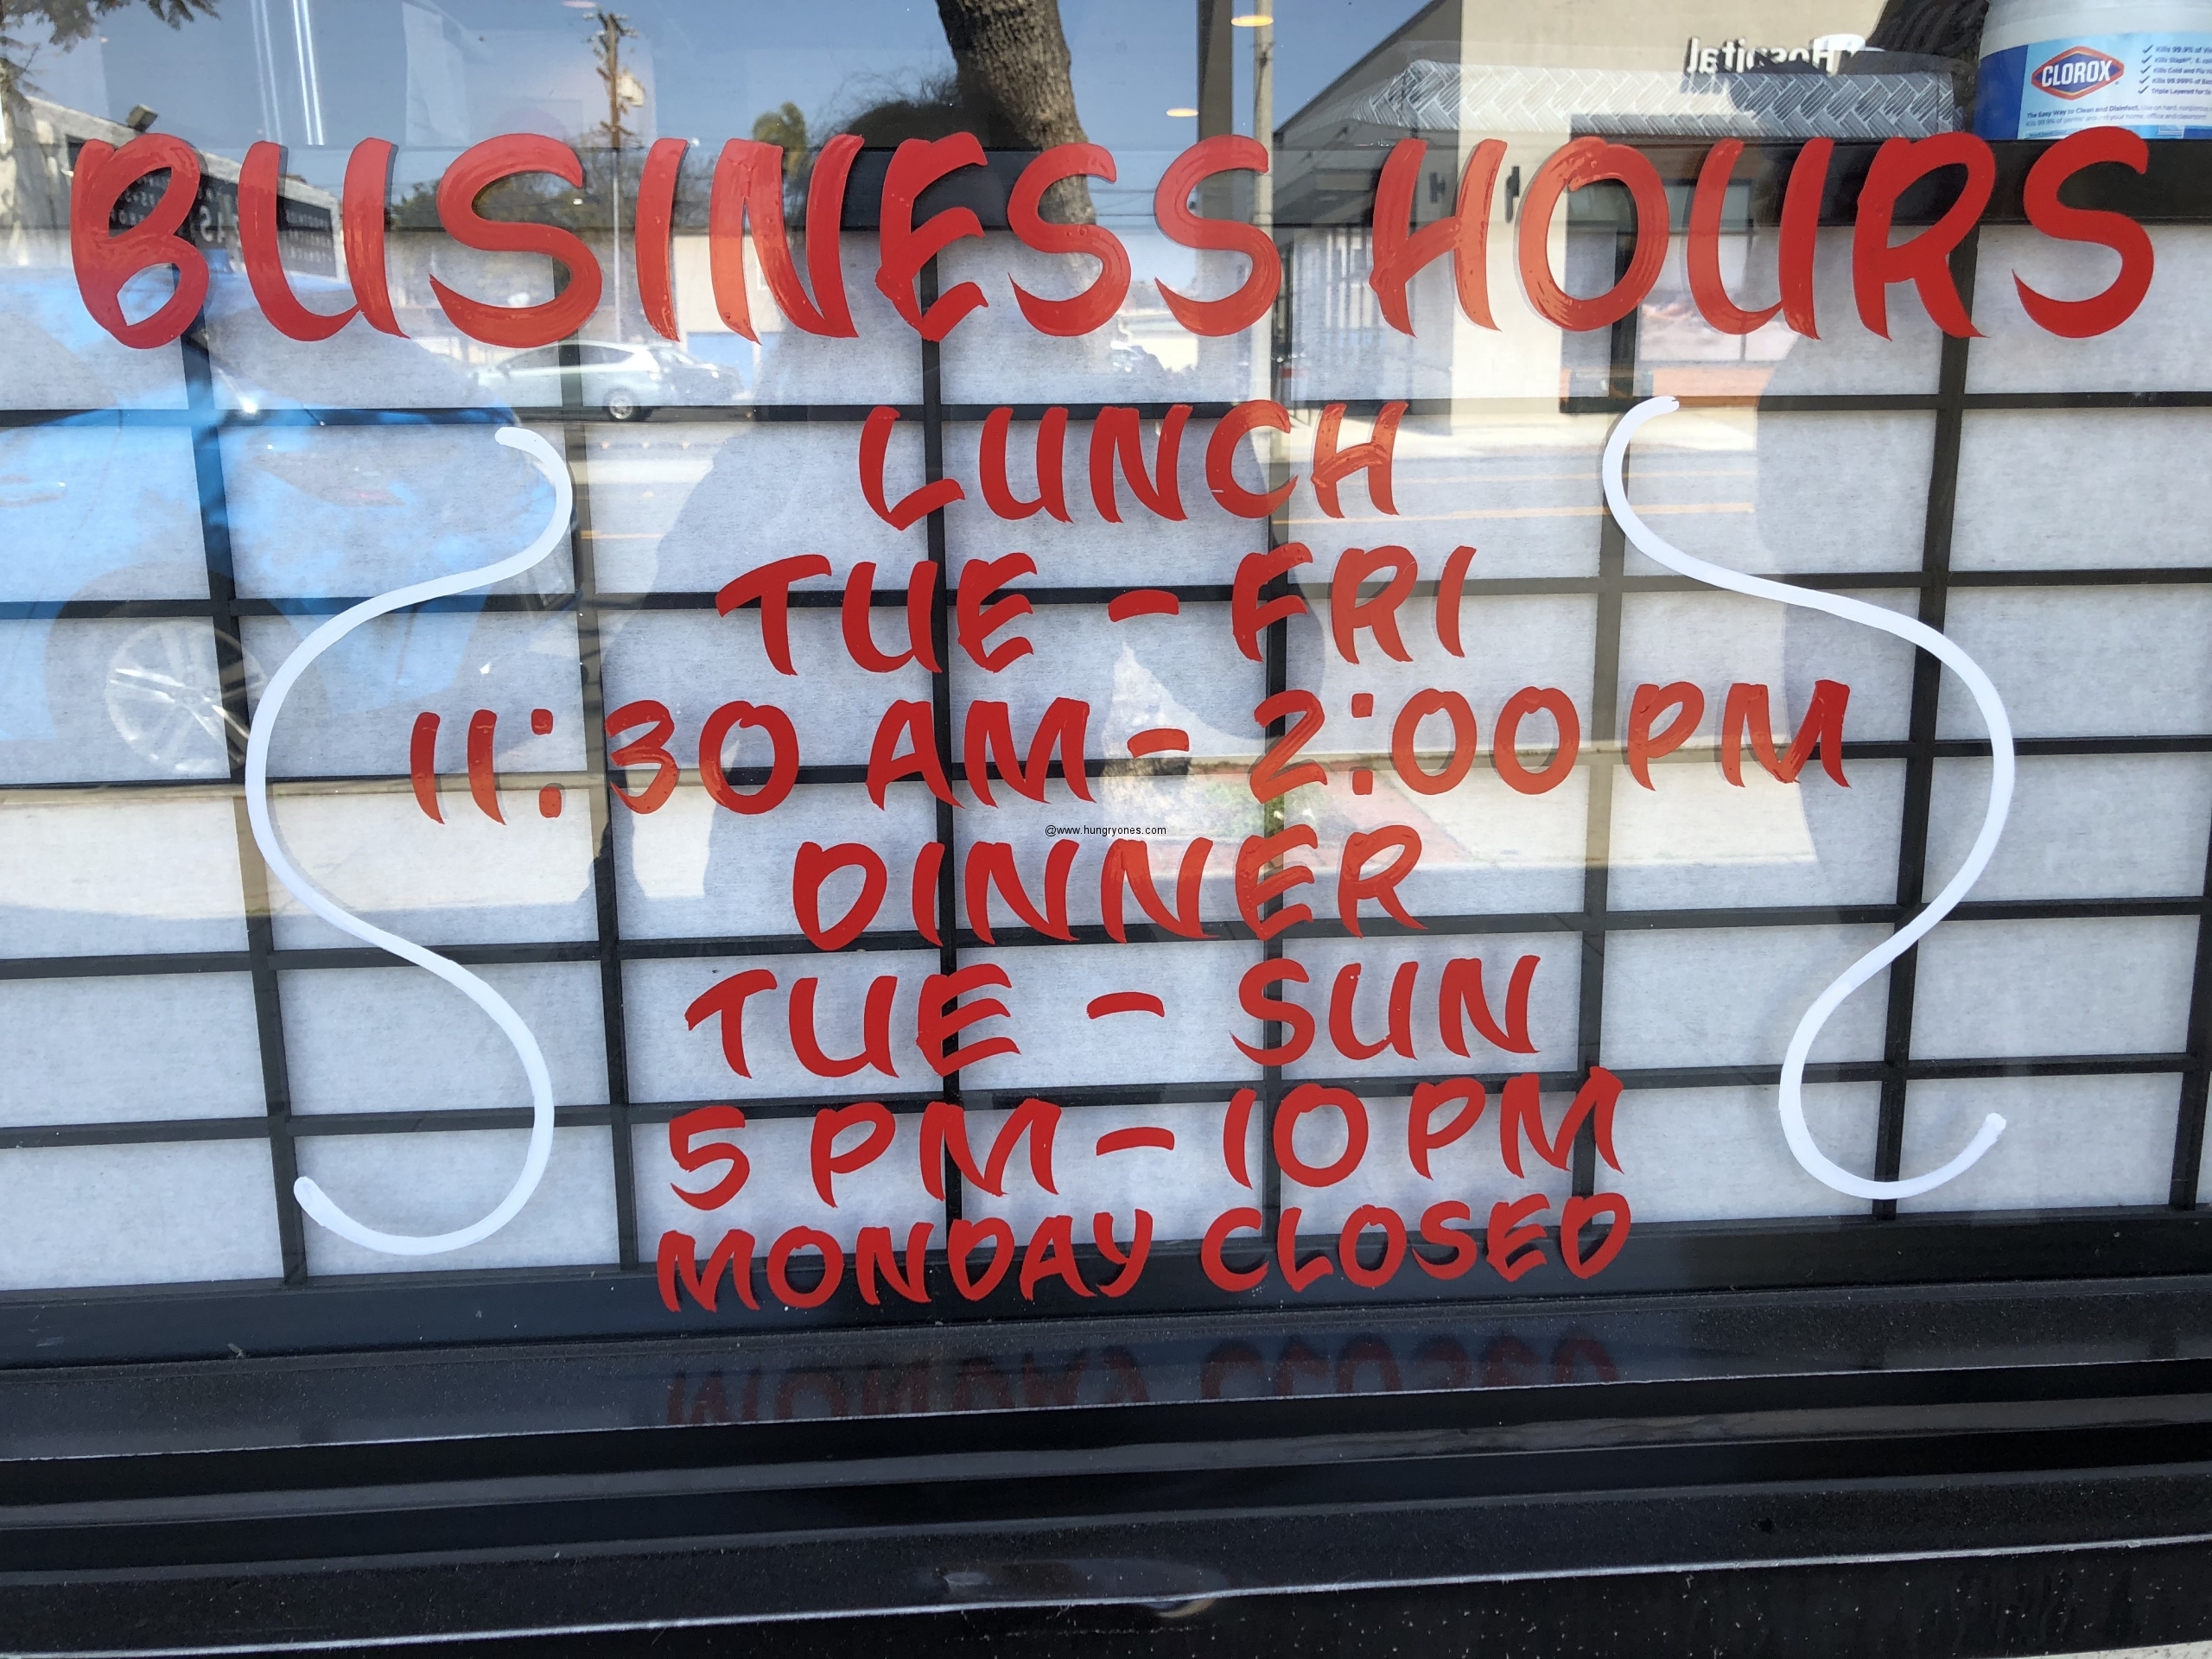 Hospital
CLOROX
BUSINESS HOURS
LUNCH
TUE - FRI
11:30 AM - 2:00 PM
@www.hungryones.com
DINNER
TUE - SUN
5 PM - 10 PM
MONDAY CLOSED